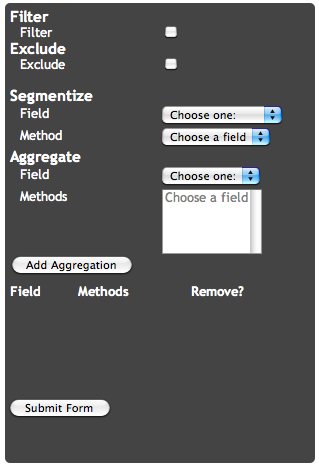 Filter
Filter
Exclude
Exclude
Segmentize
Field Choose one:
Method Choose a field
Aggregate
Field Choose one:
Methods Choose a field
Add Aggregation
Field Methods Remove?
Submit Form